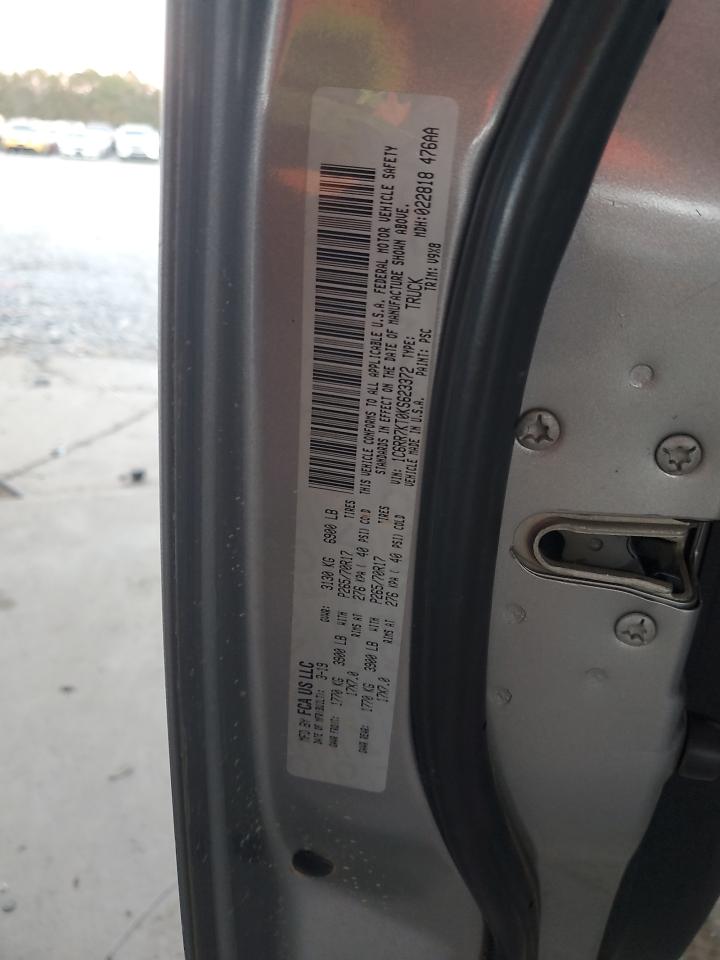 MFD BY: FCA US LLC
DATE OF MFR/BUILT: 3-19 GVWR: 3130 KG 6900 LB
GAWR FRONT: 1770 KG 3900 LB WITH P265/70R17 TIRES
17X7.0 RIMS AT 276 KPA ( 40 PSI) COLD
GAWR REAR: 1770 KG 3900 LB WITH P265/70R17 TIRES
17X7.0 RIMS AT 276 KPA ( 40 PSI) COLD
THIS VEHICLE CONFORMS TO ALL APPLICABLE U.S.A. FEDERAL MOTOR VEHICLE SAFETY
STANDARDS IN EFFECT ON THE DATE OF MANUFACTURE SHOWN ABOVE.
VIN: 1C6RR7KT0KS623372 TYPE: TRUCK MDH:022818 476AA
VEHICLE MADE IN U.S.A. PAINT: PSC TRIM: V9X8